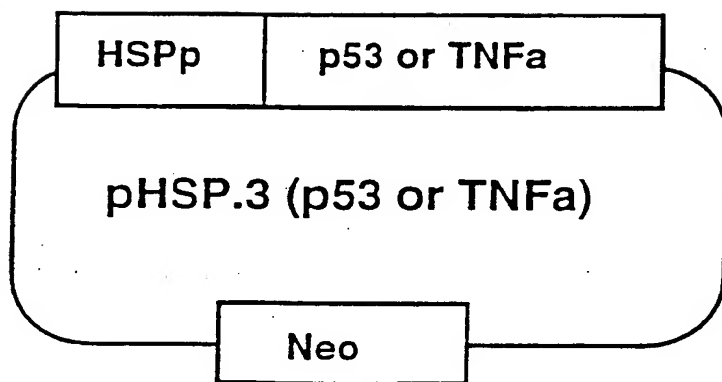 HSPp p53 or TNFa
pHSP.3 (p53 or TNFa)
Neo